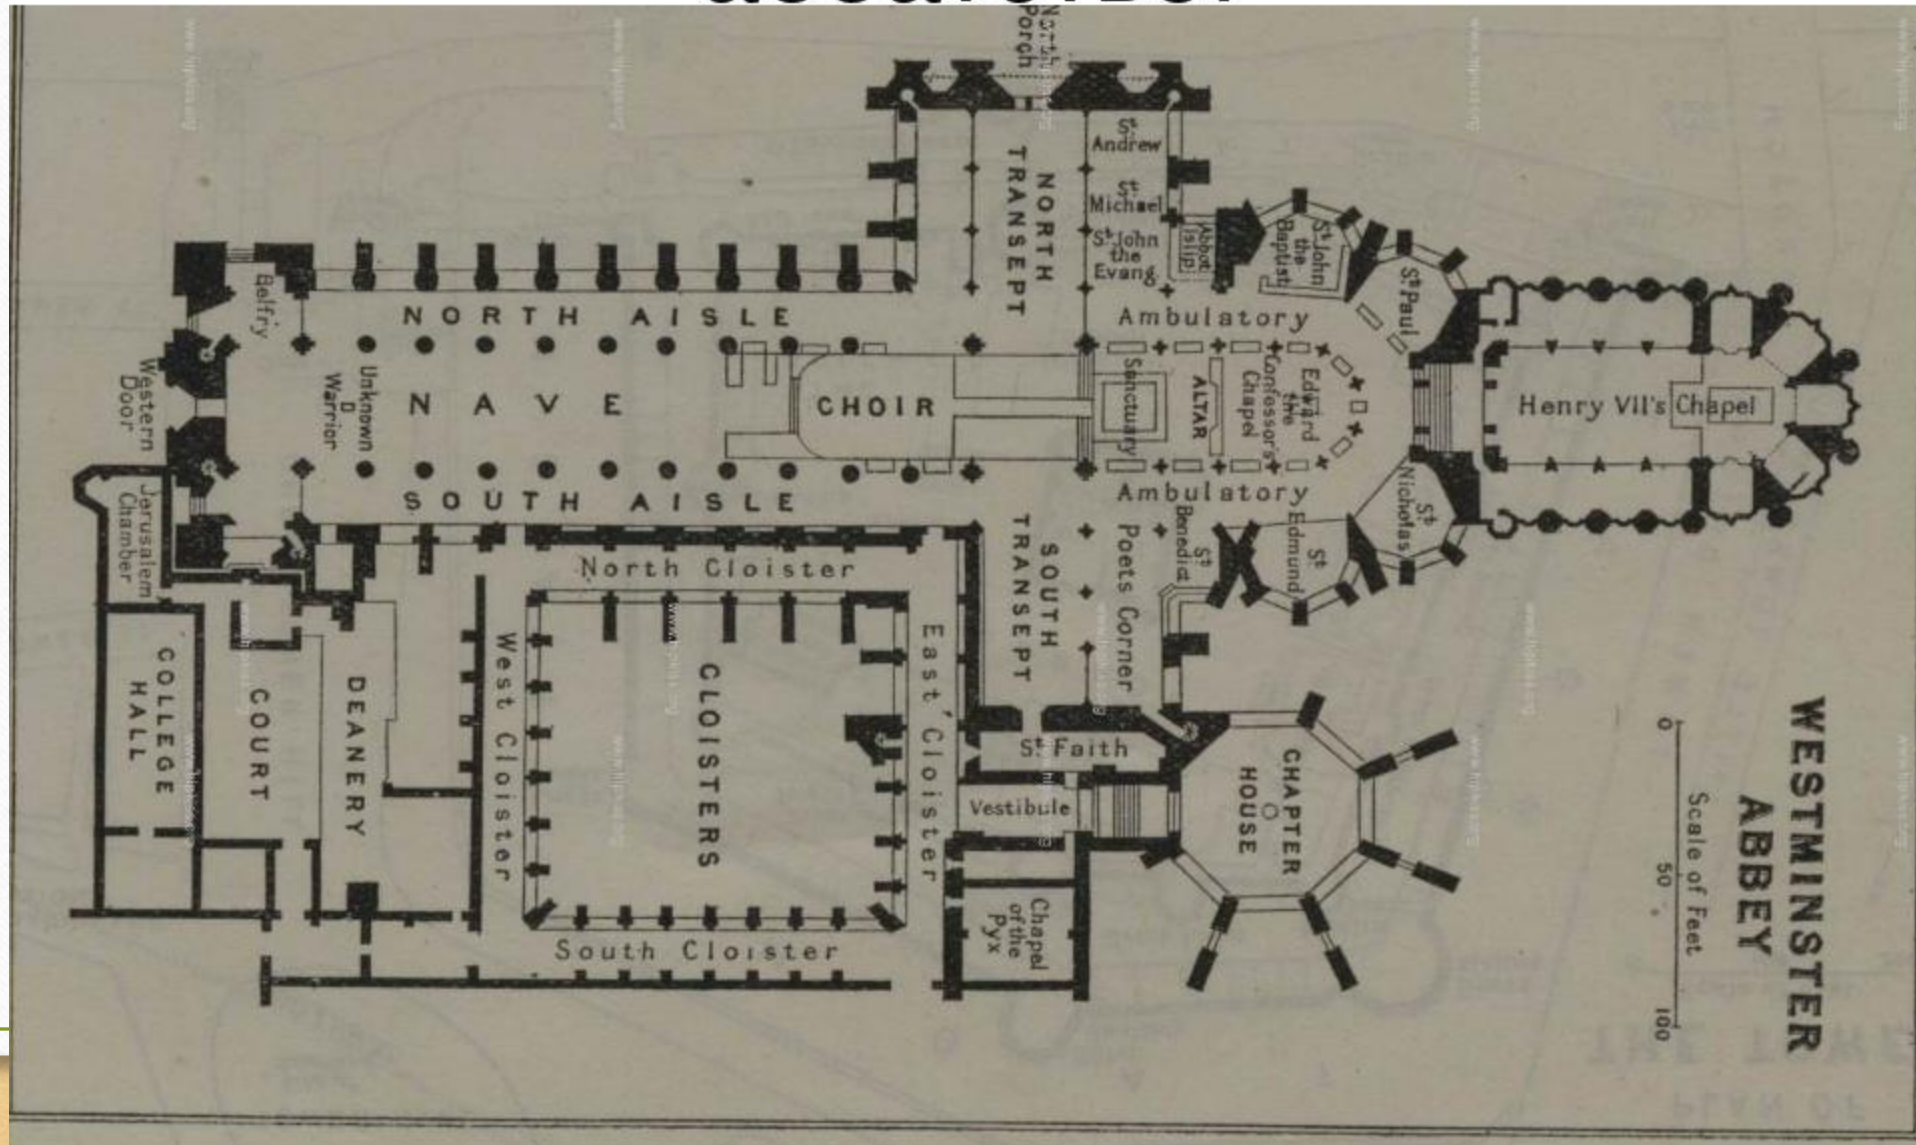 North
Porch
NORTH
TRANSEPT
St
Andrew
St
Michael
St John
the
Evang.
Abbot
Islip
St John
the
Baptist
St Paul
Belfry
NORTH AISLE
Ambulatory
Western
Door
Unknown
Warrior
NAVE
CHOIR
Sanctuary
ALTAR
Edward
the
Confessor's
Chapel
Henry VII's Chapel
SOUTH AISLE
Ambulatory
Jerusalem
Chamber
North Cloister
SOUTH
TRANSEPT
Poets Corner
St
Benedict
St
Edmund
St
Nicholas
COLLEGE
HALL
COURT
DEANERY
West Cloister
CLOISTERS
East Cloister
St Faith
Vestibule
CHAPTER
HOUSE
Chapel
of the
Pyx
South Cloister
WESTMINSTER
ABBEY
Scale of Feet
0 50 100
THE TOWE
PLAN OF